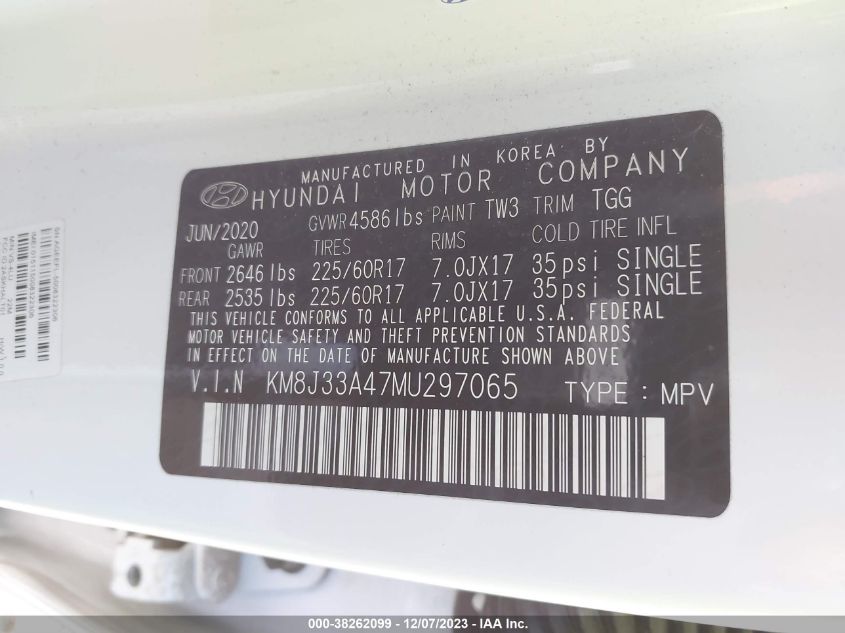 MANUFACTURED IN KOREA BY
HYUNDAI MOTOR COMPANY
JUN/2020 GVWR 4586 lbs PAINT TW3 TRIM TGG
GAWR TIRES RIMS COLD TIRE INFL
FRONT 2646 lbs 225/60R17 7.0JX17 35psi SINGLE
REAR 2535 lbs 225/60R17 7.0JX17 35psi SINGLE
THIS VEHICLE CONFORMS TO ALL APPLICABLE U.S.A. FEDERAL
MOTOR VEHICLE SAFETY AND THEFT PREVENTION STANDARDS
IN EFFECT ON THE DATE OF MANUFACTURE SHOWN ABOVE
V.I.N KM8J33A47MU297065 TYPE : MPV
000-38262099 - 12/07/2023 - IAA Inc.